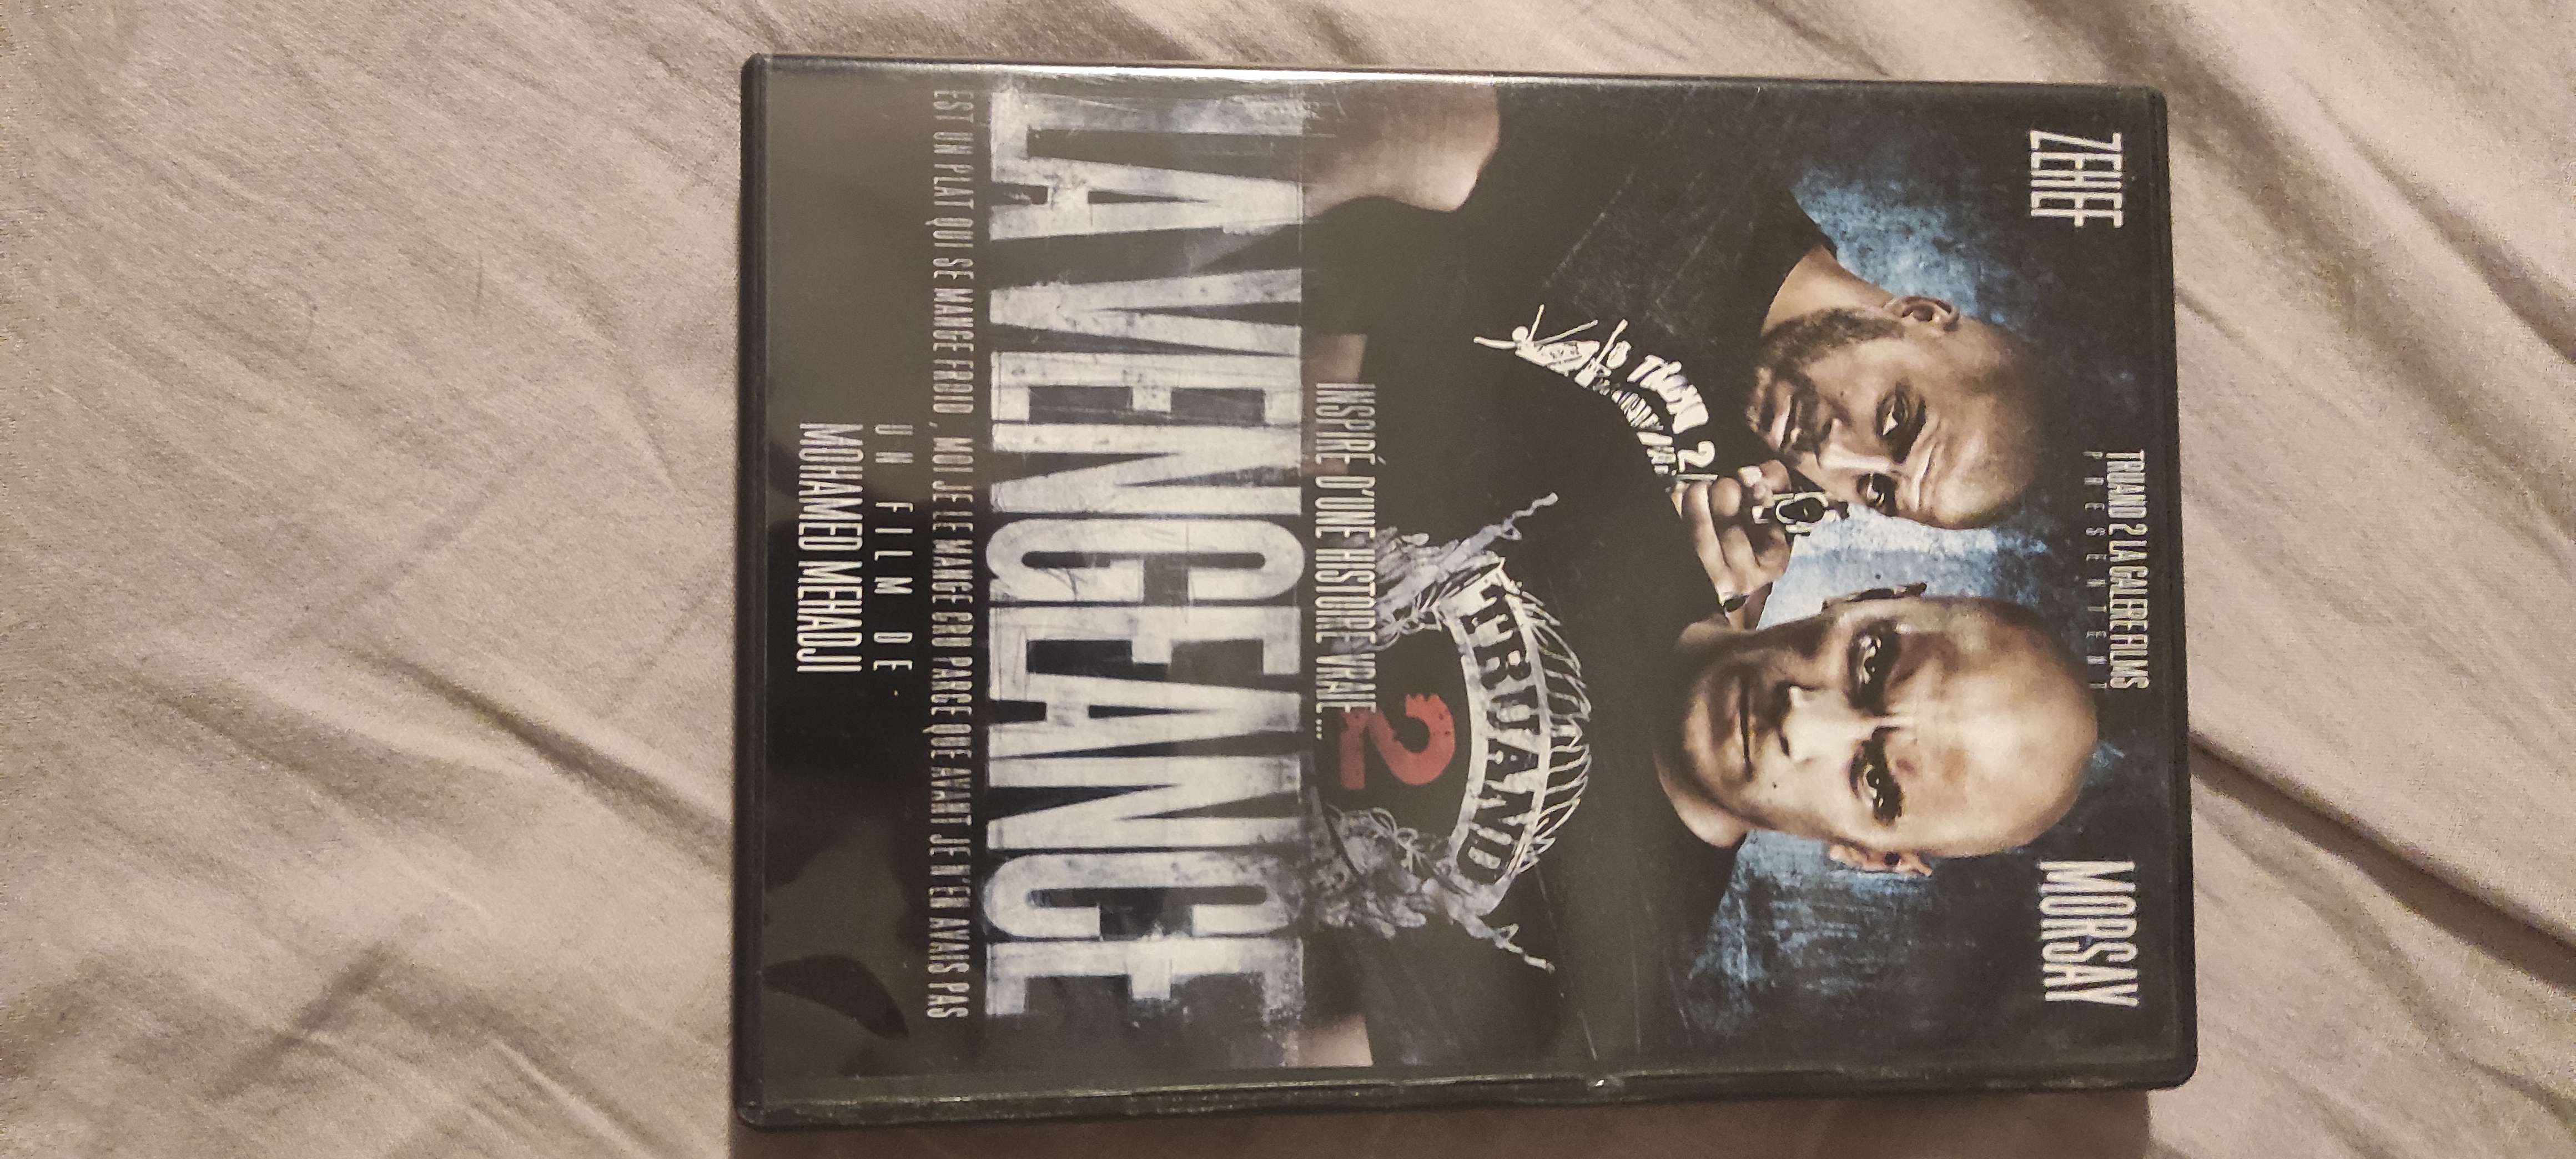 TRUAND 2 LA GALERE FILMS
PRESENTENT
ZEHEF
MORSAY
TRUAND
2
INSPIRÉ D'UNE HISTOIRE VRAIE...
LA VENGEANCE
EST UN PLAT QUI SE MANGE FROID, MOI JE LE MANGE CRU PARCE QUE AVANT JE N'EN AVAIS PAS
UN FILM DE
MOHAMED MEHADJI